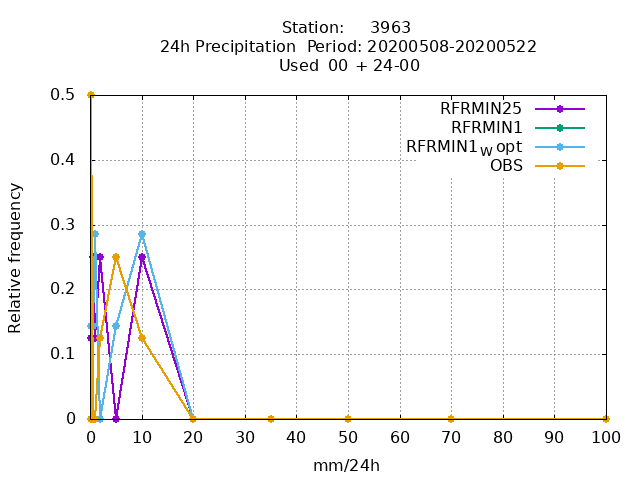 Station: 3963
24h Precipitation Period: 20200508-20200522
Used 00 + 24-00
RFRMIN25
RFRMIN1
RFRMIN1W opt
OBS
0.5
0.4
0.3
0.2
0.1
0
Relative frequency
0 10 20 30 40 50 60 70 80 90 100
mm/24h